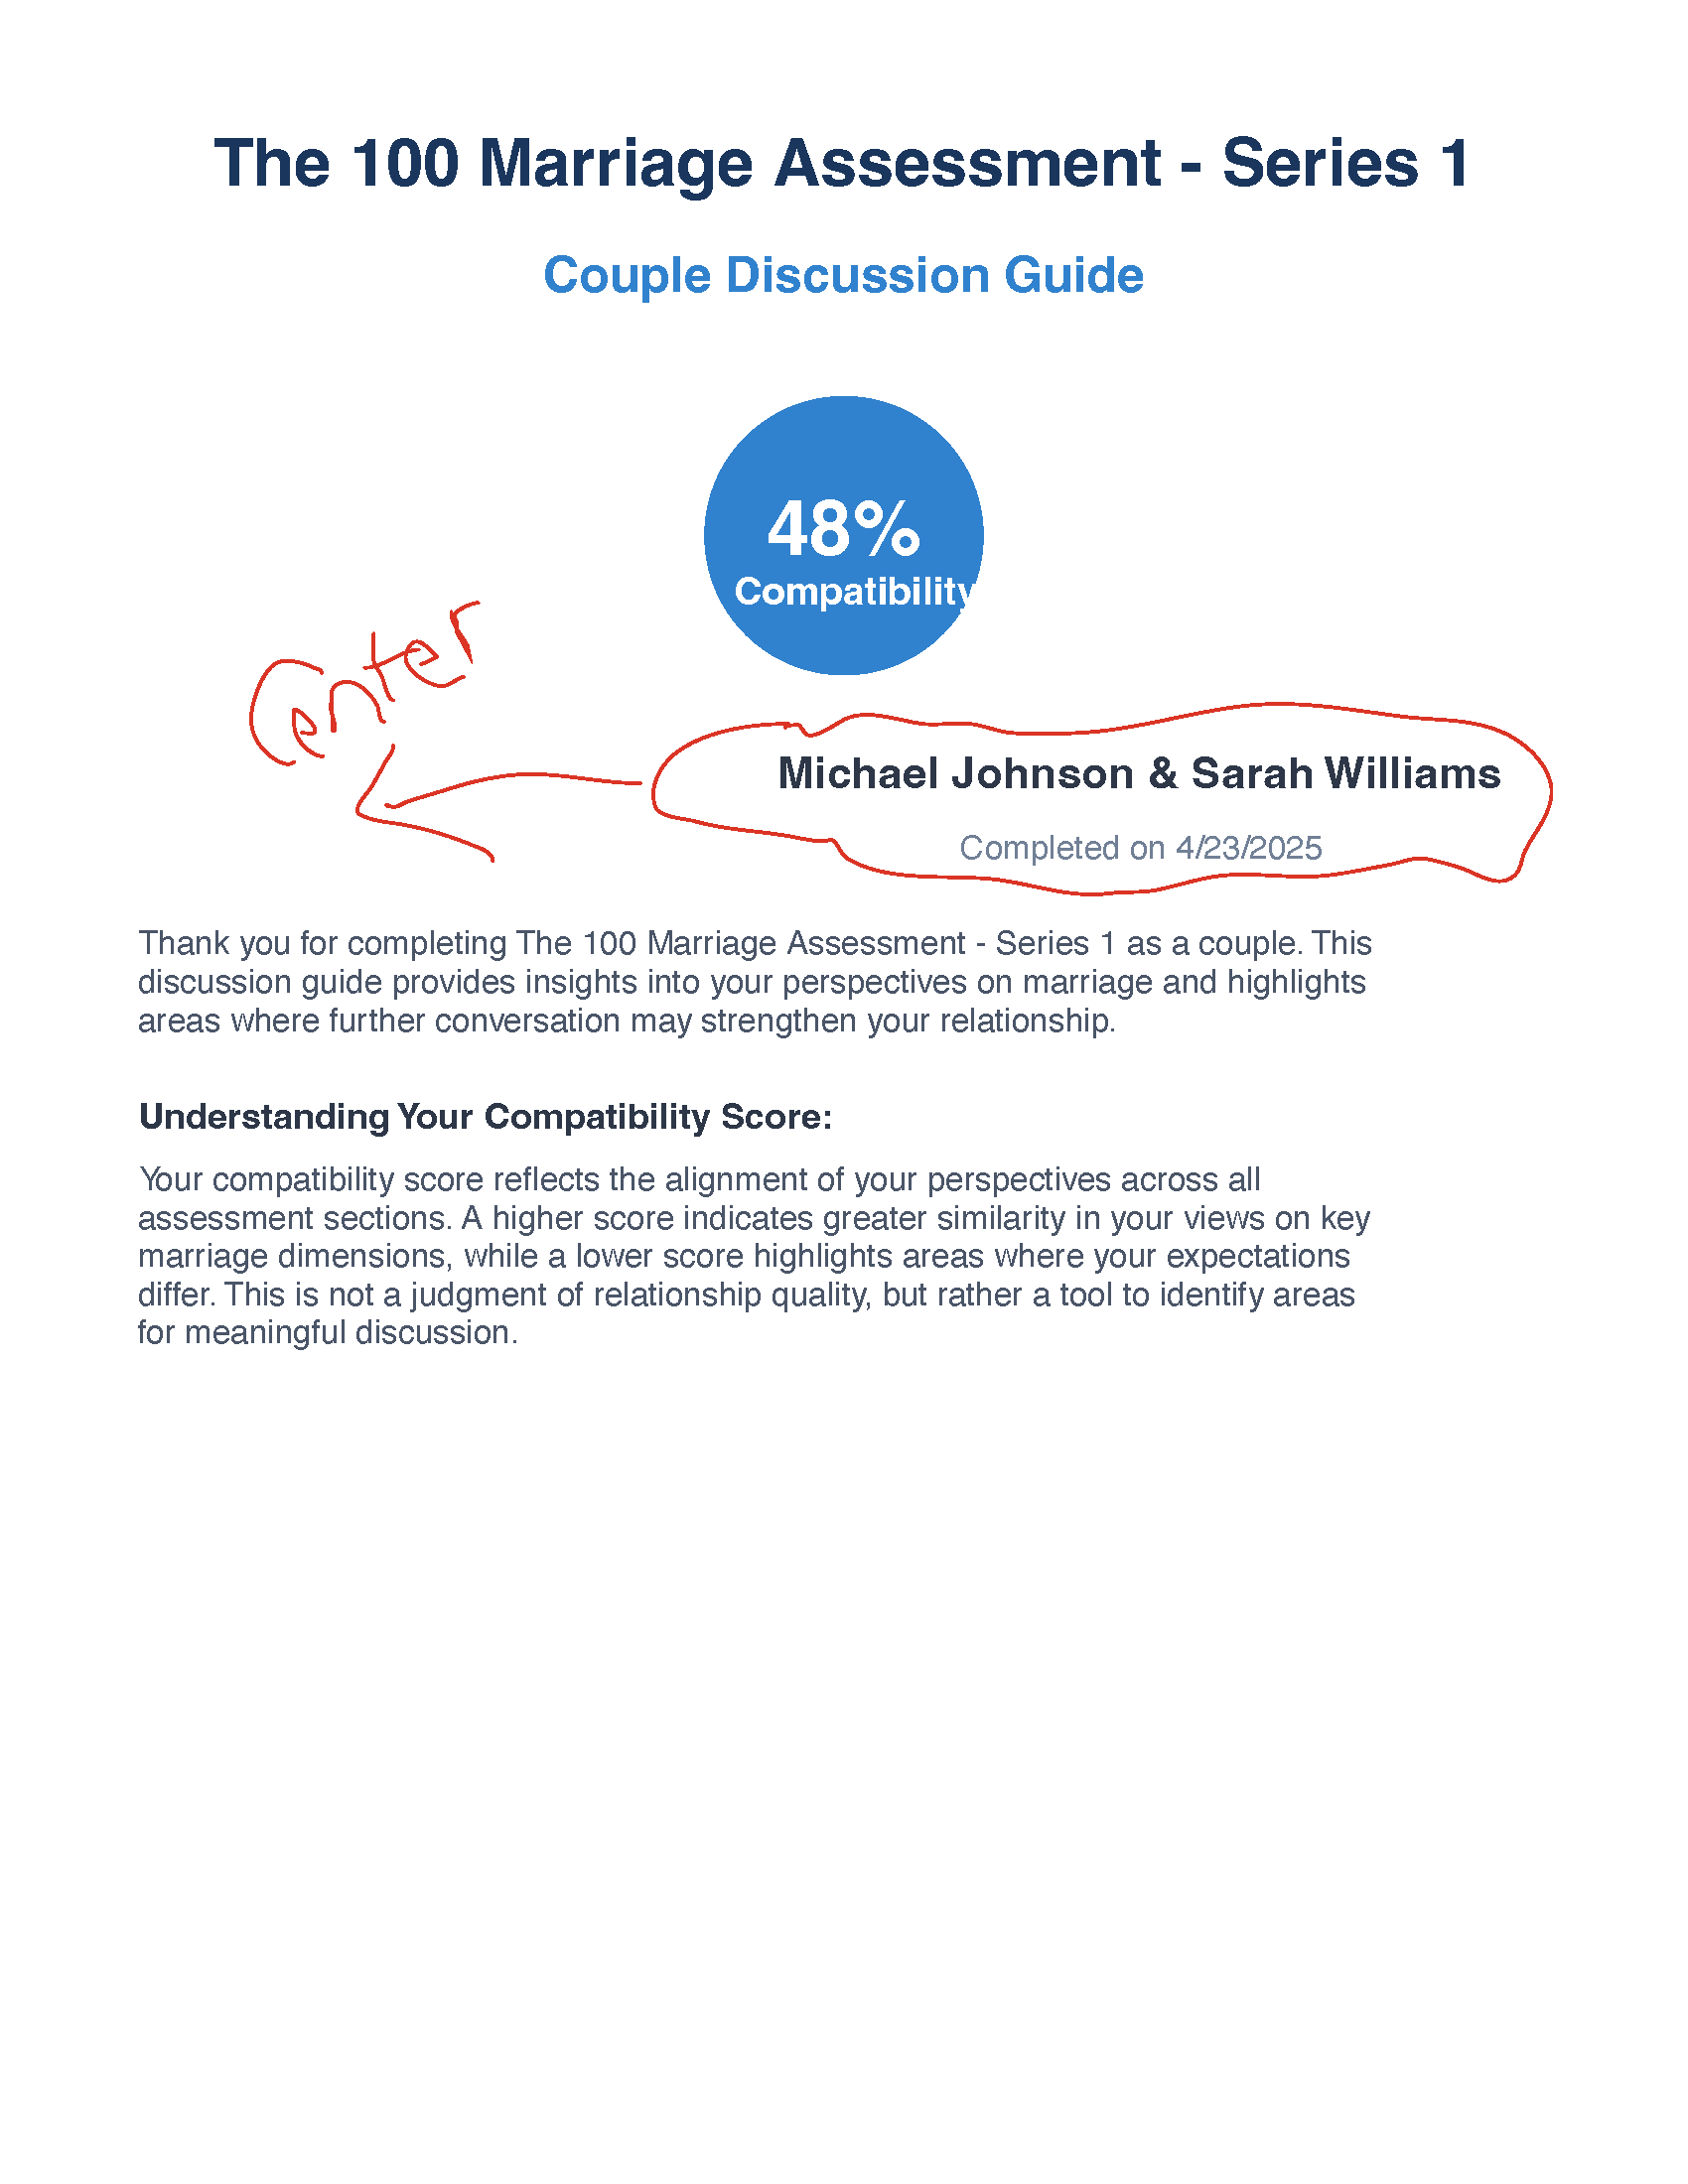 The 100 Marriage Assessment - Series 1
Couple Discussion Guide
48%
Compatibility
Center
Michael Johnson & Sarah Williams
Completed on 4/23/2025
Thank you for completing The 100 Marriage Assessment - Series 1 as a couple. This
discussion guide provides insights into your perspectives on marriage and highlights
areas where further conversation may strengthen your relationship.
Understanding Your Compatibility Score:
Your compatibility score reflects the alignment of your perspectives across all
assessment sections. A higher score indicates greater similarity in your views on key
marriage dimensions, while a lower score highlights areas where your expectations
differ. This is not a judgment of relationship quality, but rather a tool to identify areas
for meaningful discussion.